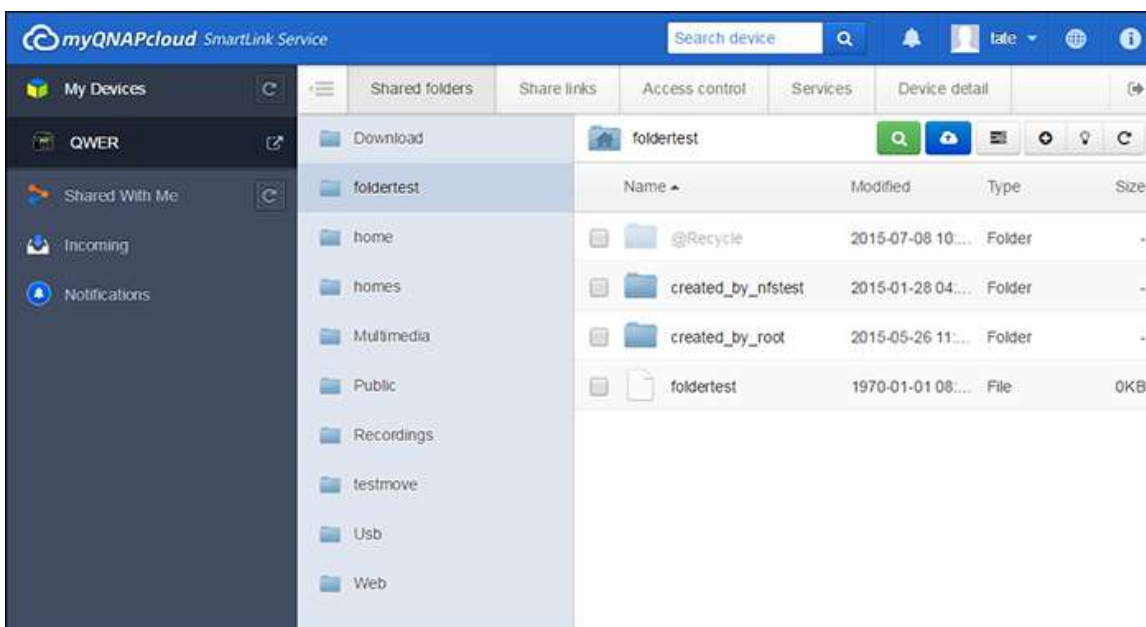 myQNAPcloud SmartLink Service
Search device
tate
My Devices
QWER
Shared With Me
Incoming
Notifications
Shared folders Share links Access control Services Device detail
Download
foldertest
home
homes
Multimedia
Public
Recordings
testmove
Usb
Web
foldertest
Name Modified Type Size
@Recycle 2015-07-08 10:... Folder -
created_by_nfstest 2015-01-28 04:... Folder -
created_by_root 2015-05-26 11:... Folder -
foldertest 1970-01-01 08:... File 0KB